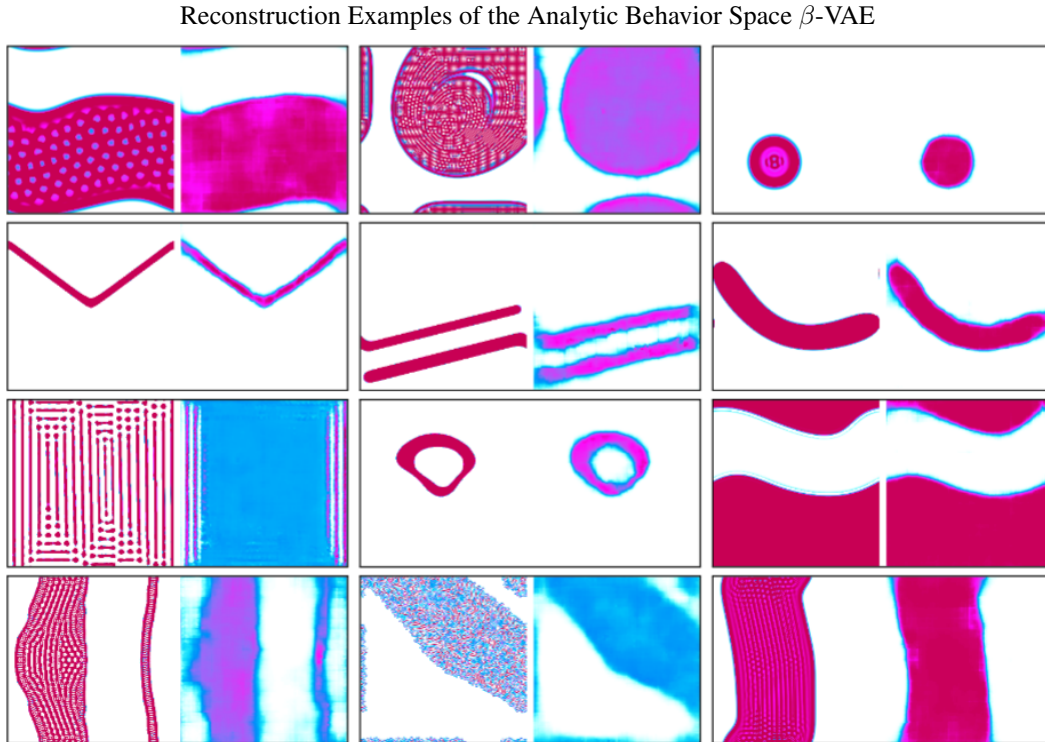 Reconstruction Examples of the Analytic Behavior Space β-VAE